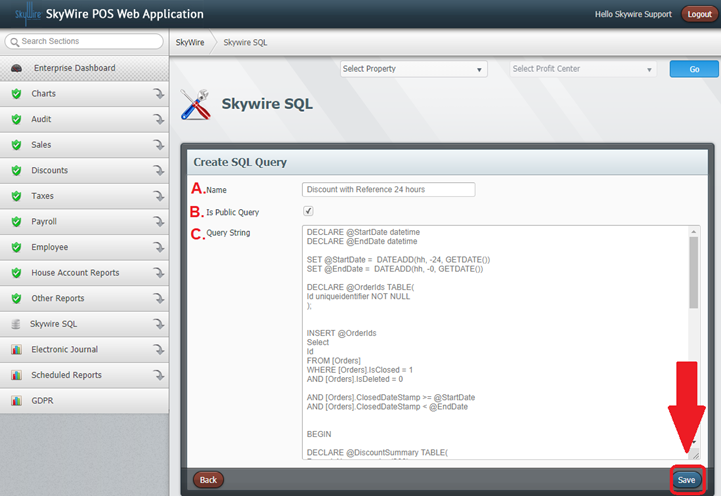 SkyWire
SkyWire POS Web Application
Hello Skywire Support
Logout
Search Sections
SkyWire
Skywire SQL
Enterprise Dashboard
Charts
Audit
Sales
Discounts
Taxes
Payroll
Employee
House Account Reports
Other Reports
Skywire SQL
Electronic Journal
Scheduled Reports
GDPR
Select Property
Select Profit Center
Go
Skywire SQL
Create SQL Query
A. Name
Discount with Reference 24 hours
B. Is Public Query
C. Query String
DECLARE @StartDate datetime
DECLARE @EndDate datetime
SET @StartDate = DATEADD(hh, -24, GETDATE())
SET @EndDate = DATEADD(hh, -0, GETDATE())
DECLARE @OrderIds TABLE(
Id uniqueidentifier NOT NULL
);
INSERT @OrderIds
Select
Id
FROM [Orders]
WHERE [Orders].IsClosed = 1
AND [Orders].IsDeleted = 0
AND [Orders].ClosedDateStamp >= @StartDate
AND [Orders].ClosedDateStamp < @EndDate
BEGIN
DECLARE @DiscountSummary TABLE(
Back
Save